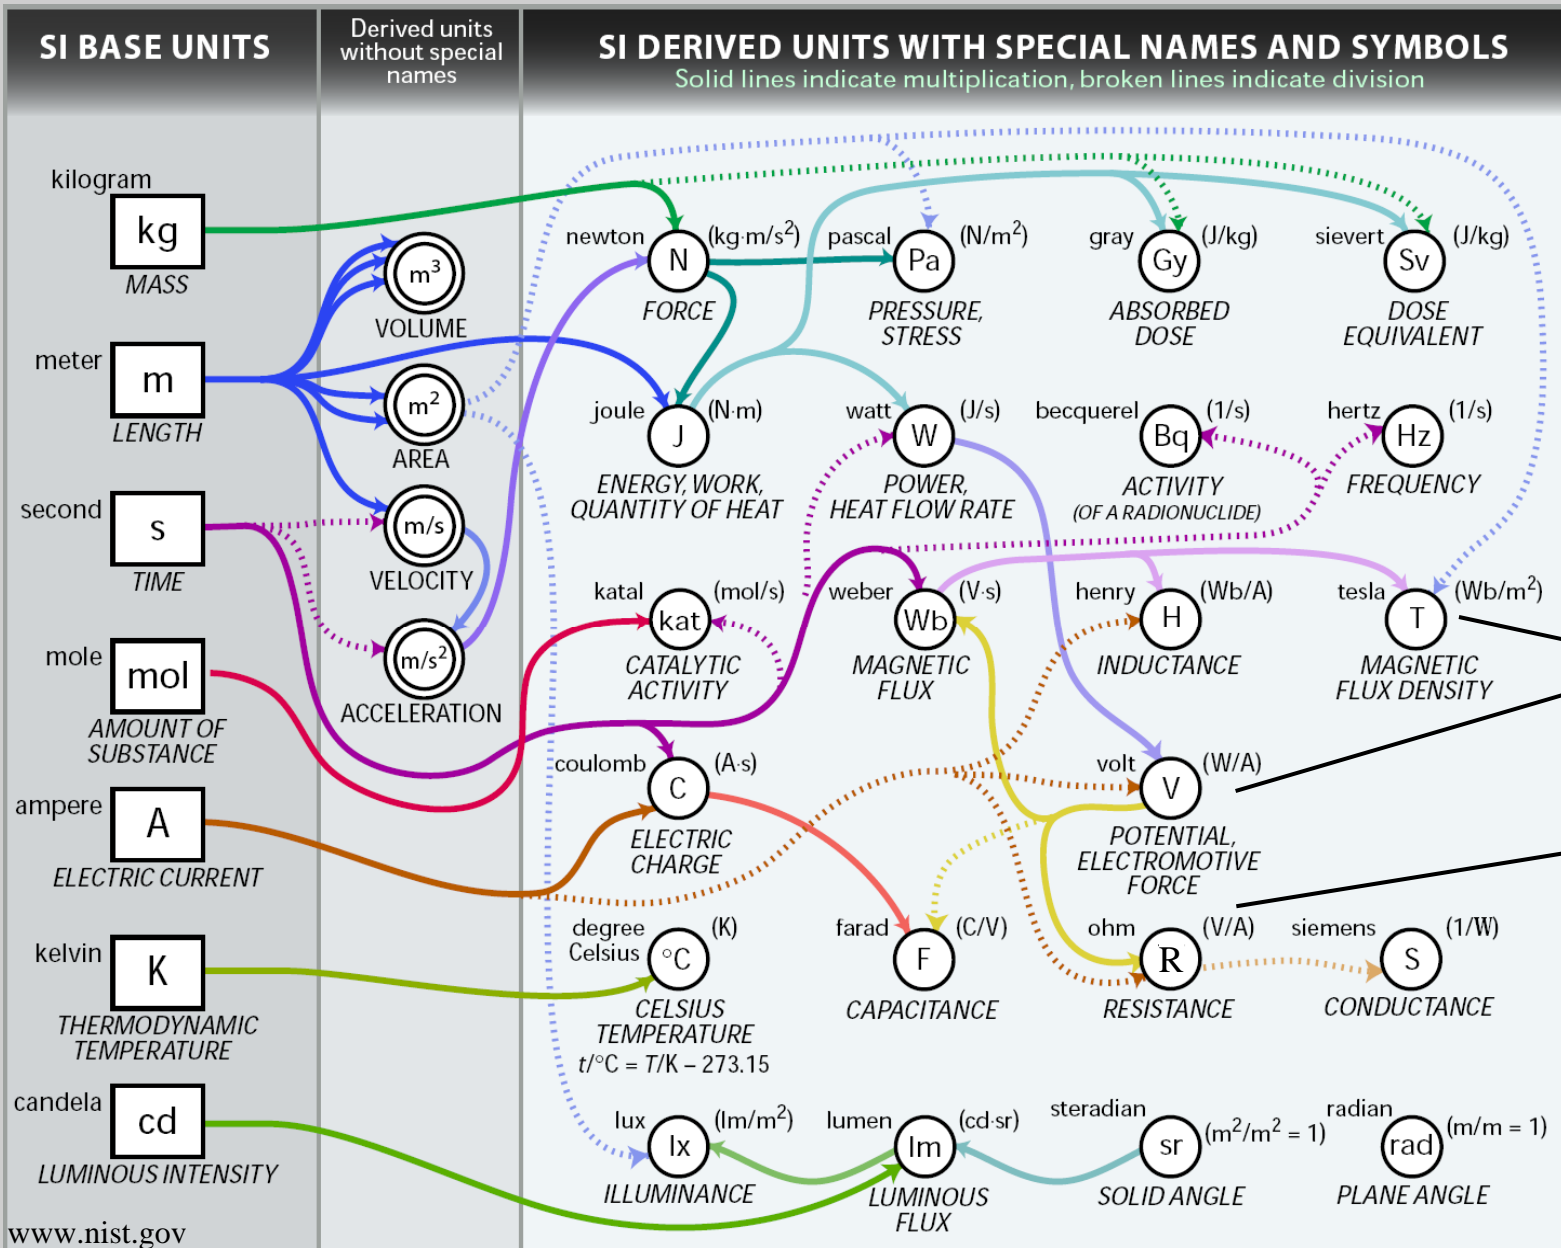 SI BASE UNITS
Derived units
without special
names
SI DERIVED UNITS WITH SPECIAL NAMES AND SYMBOLS
Solid lines indicate multiplication, broken lines indicate division
kilogram
kg
MASS
meter
m
LENGTH
second
s
TIME
mole
mol
AMOUNT OF
SUBSTANCE
ampere
A
ELECTRIC CURRENT
kelvin
K
THERMODYNAMIC
TEMPERATURE
candela
cd
LUMINOUS INTENSITY
www.nist.gov
m³
VOLUME
m²
AREA
m/s
VELOCITY
m/s²
ACCELERATION
newton
N
(kg·m/s²)
FORCE
pascal
Pa
(N/m²)
PRESSURE,
STRESS
gray
Gy
(J/kg)
ABSORBED
DOSE
sievert
Sv
(J/kg)
DOSE
EQUIVALENT
joule
J
(N·m)
ENERGY, WORK,
QUANTITY OF HEAT
watt
W
(J/s)
POWER,
HEAT FLOW RATE
becquerel
Bq
(1/s)
ACTIVITY
(OF A RADIONUCLIDE)
hertz
Hz
(1/s)
FREQUENCY
katal
kat
(mol/s)
CATALYTIC
ACTIVITY
weber
Wb
(V·s)
MAGNETIC
FLUX
henry
H
(Wb/A)
INDUCTANCE
tesla
T
(Wb/m²)
MAGNETIC
FLUX DENSITY
coulomb
C
(A·s)
ELECTRIC
CHARGE
volt
V
(W/A)
POTENTIAL,
ELECTROMOTIVE
FORCE
degree
Celsius
°C
(K)
CELSIUS
TEMPERATURE
t/°C = T/K – 273.15
farad
F
(C/V)
CAPACITANCE
ohm
R
(V/A)
RESISTANCE
siemens
S
(1/W)
CONDUCTANCE
lux
lx
(lm/m²)
ILLUMINANCE
lumen
lm
(cd·sr)
LUMINOUS
FLUX
steradian
sr
(m²/m² = 1)
SOLID ANGLE
radian
rad
(m/m = 1)
PLANE ANGLE